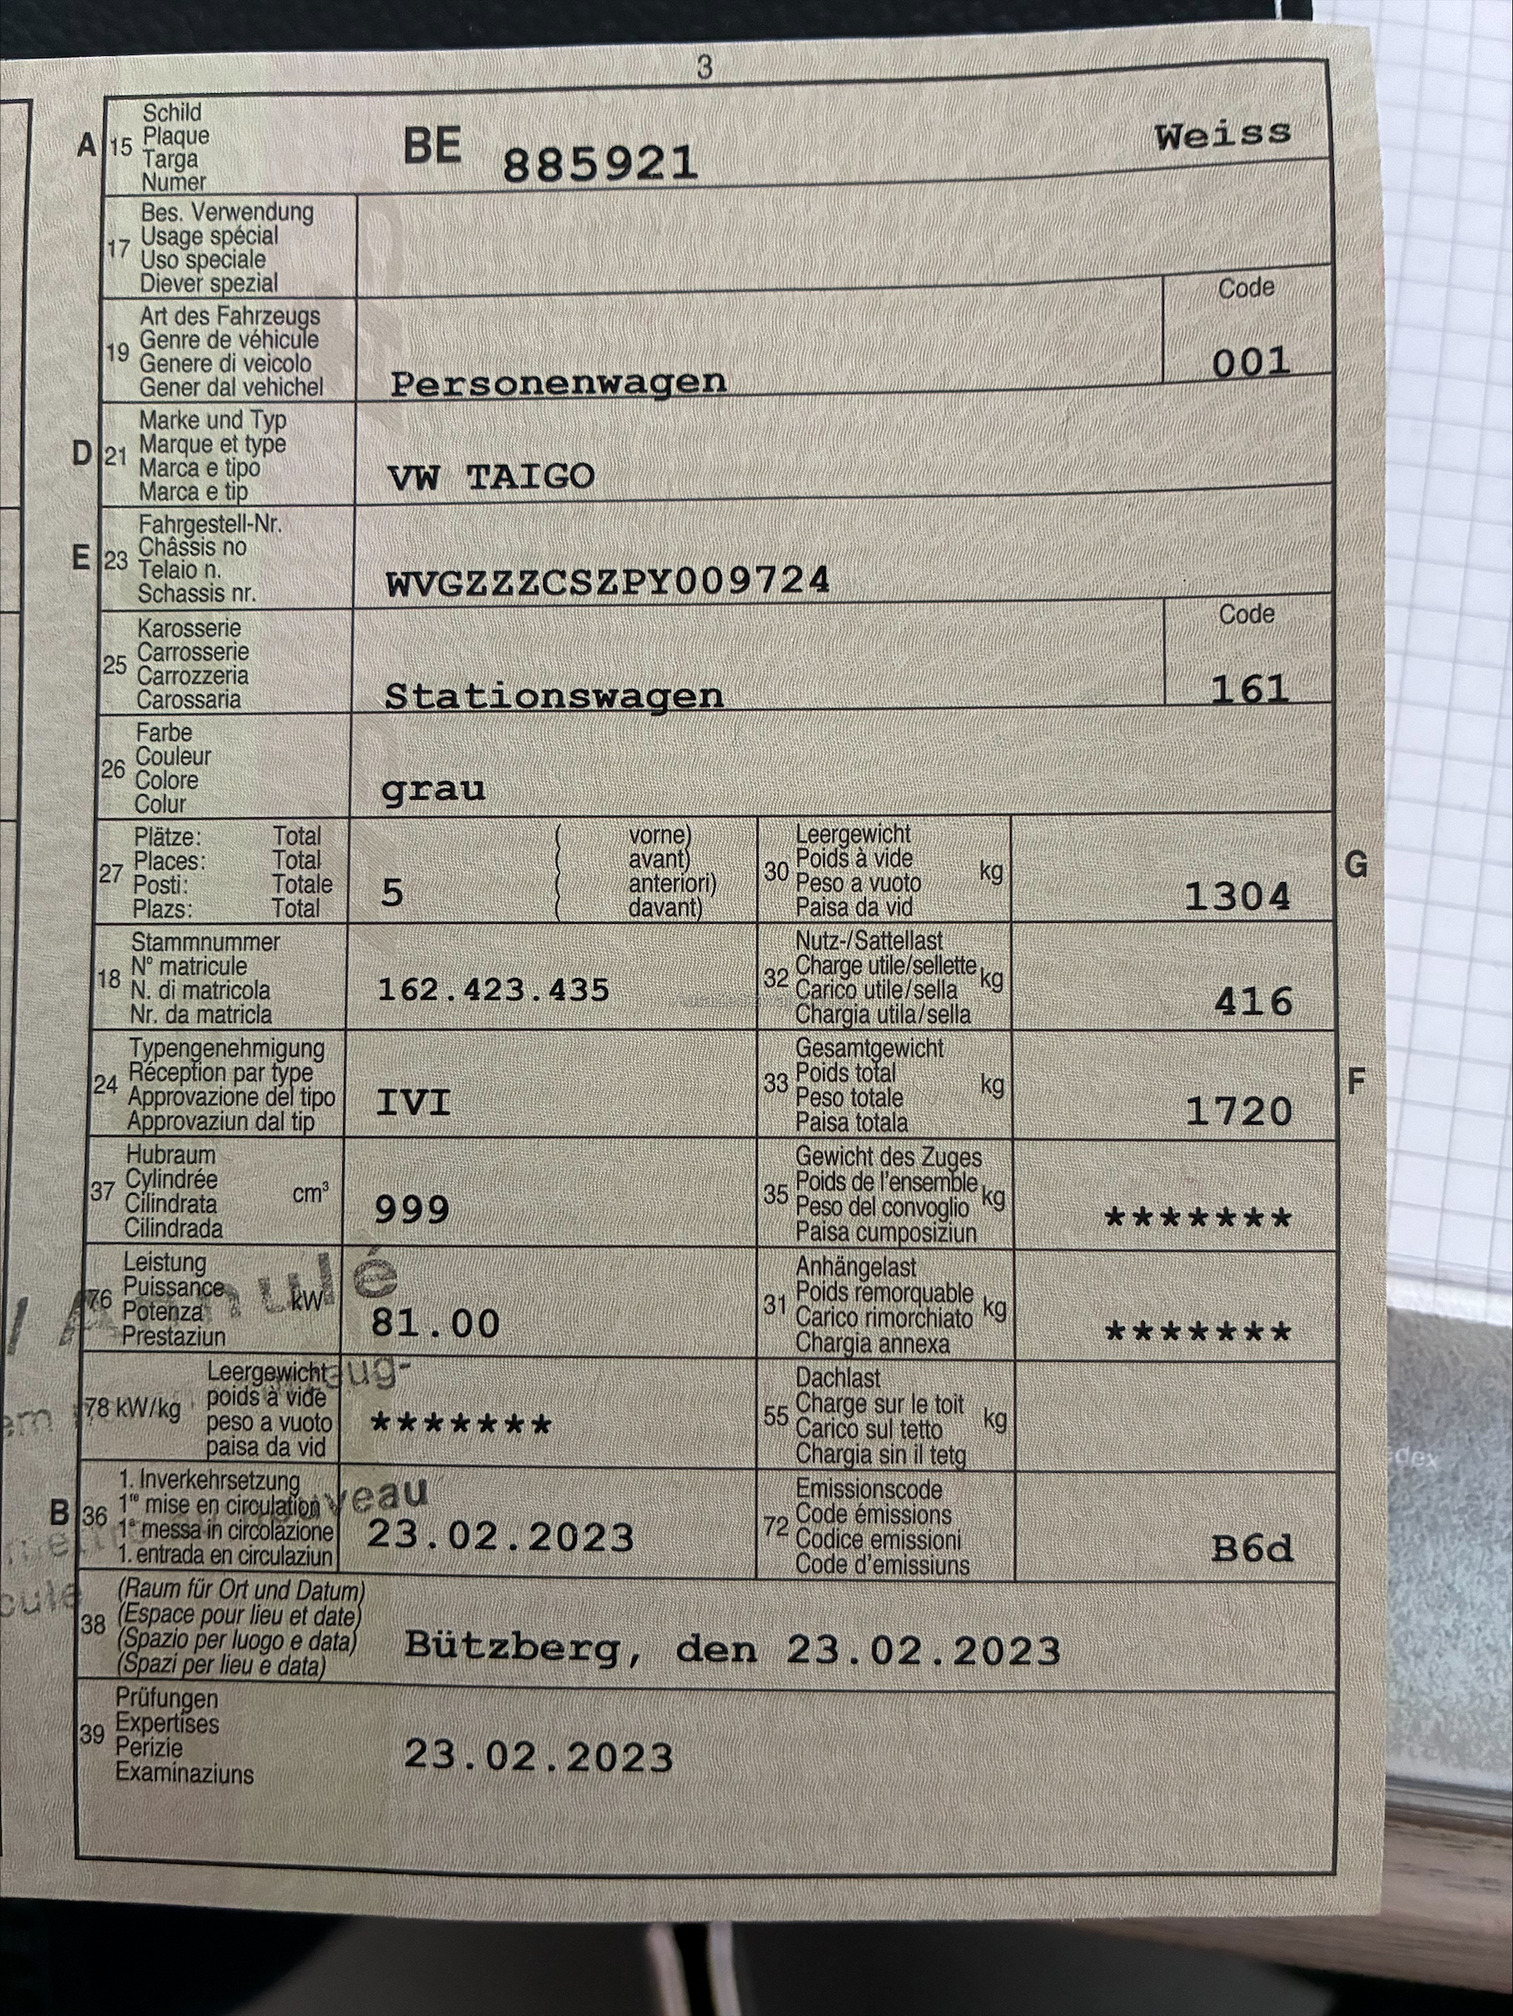 3
A 15 Schild
Plaque
Targa
Numer
BE 885921 Weiss
17 Bes. Verwendung
Usage spécial
Uso speciale
Diever spezial
19 Art des Fahrzeugs
Genre de véhicule
Genere di veicolo
Gener dal vehichel
Personenwagen
Code
001
D 21 Marke und Typ
Marque et type
Marca e tipo
Marca e tip
VW TAIGO
E 23 Fahrgestell-Nr.
Châssis no
Telaio n.
Schassis nr.
WVGZZZCSZPY009724
25 Karosserie
Carrosserie
Carrozzeria
Carossaria
Stationswagen
Code
161
26 Farbe
Couleur
Colore
Colur
grau
27 Plätze: Total
Places: Total
Posti: Totale
Plazs: Total
5
( vorne)
( avant)
( anteriori)
( davant)
30 Leergewicht
Poids à vide
Peso a vuoto
Paisa da vid
kg
1304
G
18 Stammnummer
N° matricule
N. di matricola
Nr. da matricla
162.423.435
32 Nutz-/Sattellast
Charge utile/sellette
Carico utile/sella
Chargia utila/sella
kg
416
24 Typengenehmigung
Réception par type
Approvazione del tipo
Approvaziun dal tip
IVI
33 Gesamtgewicht
Poids total
Peso totale
Paisa totala
kg
1720
F
37 Hubraum
Cylindrée
Cilindrata
Cilindrada
cm³
999
35 Gewicht des Zuges
Poids de l'ensemble
Peso del convoglio
Paisa cumposiziun
kg
*******
76 Leistung
Puissance
Potenza
Prestaziun
kW
81.00
Annulé
31 Anhängelast
Poids remorquable
Carico rimorchiato
Chargia annexa
kg
*******
78 kW/kg Leergewicht
poids à vide
peso a vuoto
paisa da vid
*******
55 Dachlast
Charge sur le toit
Carico sul tetto
Chargia sin il tetg
kg
B 36 1. Inverkehrsetzung
1re mise en circulation
1a messa in circolazione
1. entrada en circulaziun
23.02.2023
72 Emissionscode
Code émissions
Codice emissioni
Code d'emissiuns
B6d
38 (Raum für Ort und Datum)
(Espace pour lieu et date)
(Spazio per luogo e data)
(Spazi per lieu e data)
Bützberg, den 23.02.2023
39 Prüfungen
Expertises
Perizie
Examinaziuns
23.02.2023